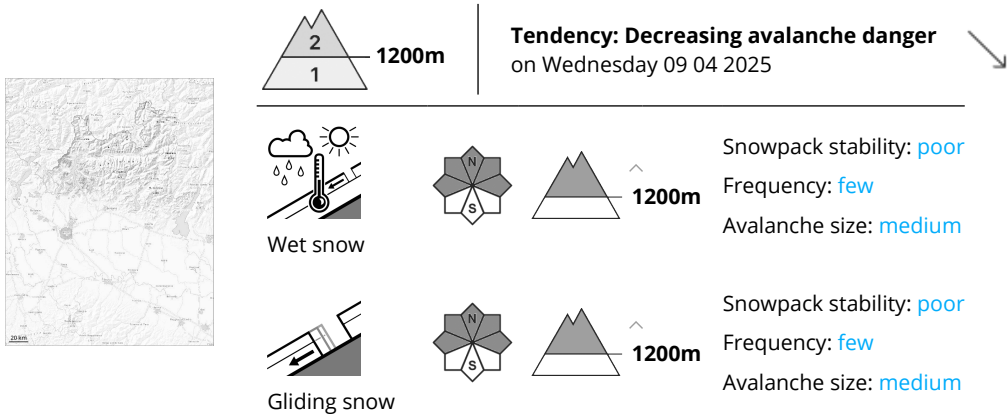 2
1
1200m
Tendency: Decreasing avalanche danger
on Wednesday 09 04 2025
20 km
N
S
1200m
Snowpack stability: poor
Frequency: few
Avalanche size: medium
Wet snow
N
S
1200m
Snowpack stability: poor
Frequency: few
Avalanche size: medium
Gliding snow